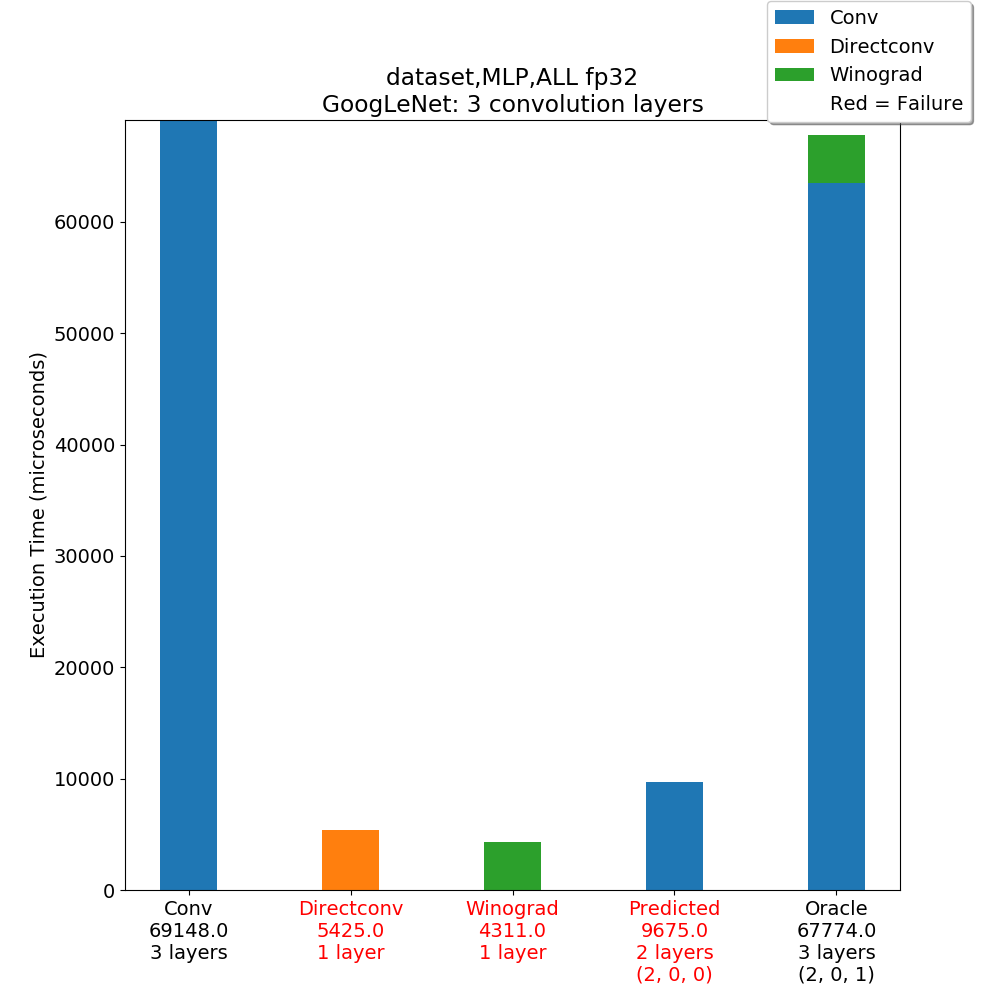 Conv
Directconv
Winograd
Red = Failure
dataset,MLP,ALL fp32
GoogLeNet: 3 convolution layers
Execution Time (microseconds)
60000
50000
40000
30000
20000
10000
0
Conv
69148.0
3 layers
Directconv
5425.0
1 layer
Winograd
4311.0
1 layer
Predicted
9675.0
2 layers
(2, 0, 0)
Oracle
67774.0
3 layers
(2, 0, 1)